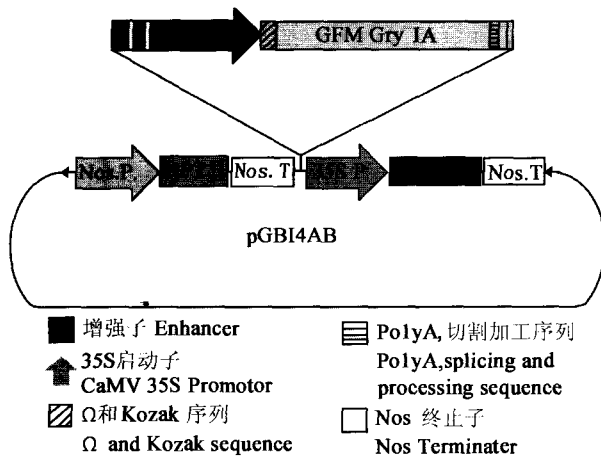 GFM Gry IA
Nos.P.
Nos. T
35S P.
Nos.T
pGBI4AB
增强子 Enhancer
35S启动子
CaMV 35S Promotor
Ω和Kozak 序列
Ω and Kozak sequence
PolyA, 切割加工序列
PolyA,splicing and
processing sequence
Nos 终止子
Nos Terminater